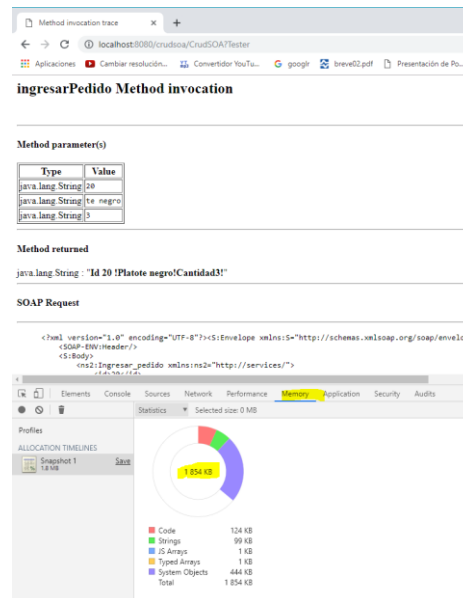 Method invocation trace
localhost:8080/crudsoa/CrudSOA?Tester
Aplicaciones Cambiar resolución... Convertidor YouTu... googlr breve02.pdf Presentación de Po...
ingresarPedido Method invocation
Method parameter(s)
Type Value
java.lang.String 20
java.lang.String te negro
java.lang.String 3
Method returned
java.lang.String : "Id 20 !Platote negro!Cantidad3!"
SOAP Request
<?xml version="1.0" encoding="UTF-8"?><S:Envelope xmlns:S="http://schemas.xmlsoap.org/soap/envelo
<SOAP-ENV:Header/>
<S:Body>
<ns2:Ingresar_pedido xmlns:ns2="http://services/">
<id>20</id>
Elements Console Sources Network Performance Memory Application Security Audits
Statistics Selected size: 0 MB
Profiles
ALLOCATION TIMELINES
Snapshot 1 Save
1.8 MB
1 854 KB
Code 124 KB
Strings 99 KB
JS Arrays 1 KB
Typed Arrays 1 KB
System Objects 444 KB
Total 1 854 KB